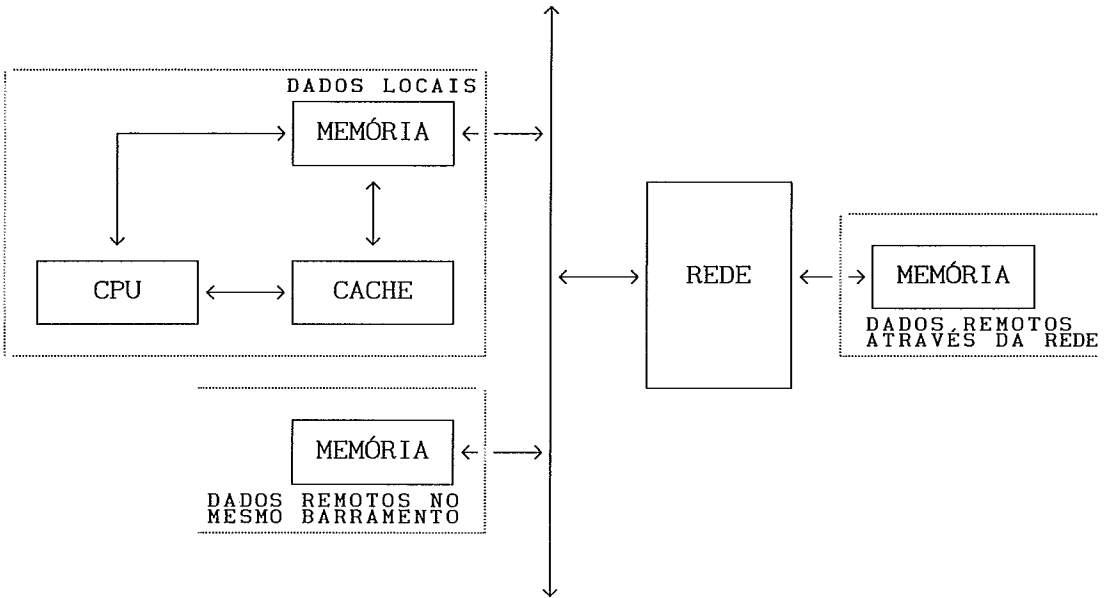 DADOS LOCAIS
MEMÓRIA
CPU
CACHE
REDE
MEMÓRIA
DADOS REMOTOS
ATRAVÉS DA REDE
MEMÓRIA
DADOS REMOTOS NO
MESMO BARRAMENTO